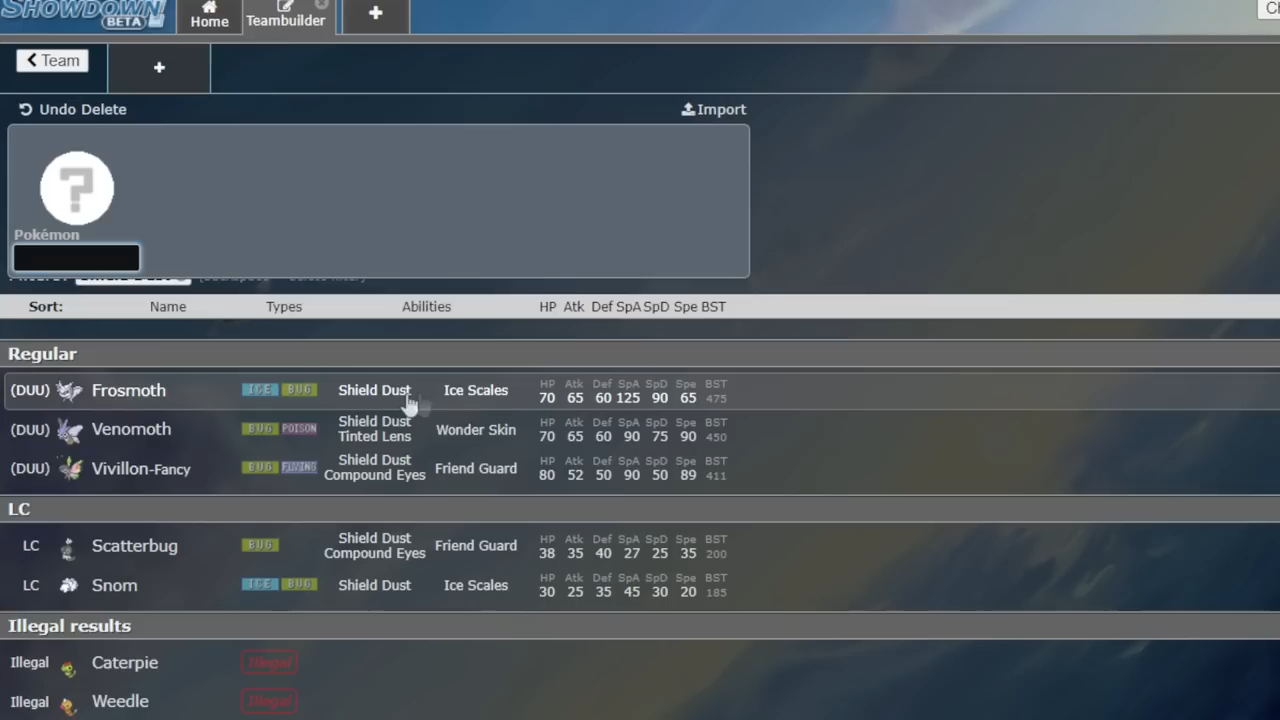 SHOWDOWN
BETA
Home
Teambuilder
+
Ch
Team
+
Undo Delete
Import
?
Pokémon
Sort:
Name
Types
Abilities
HP Atk Def SpA SpD Spe BST
Regular
(DUU) Frosmoth ICE BUG Shield Dust Ice Scales HP 70 Atk 65 Def 60 SpA 125 SpD 90 Spe 65 BST 475
(DUU) Venomoth BUG POISON Shield Dust Tinted Lens Wonder Skin 70 65 60 90 75 90 BST 450
(DUU) Vivillon-Fancy BUG FLYING Shield Dust Compound Eyes Friend Guard HP 80 Atk 52 Def 50 SpA 90 SpD 50 Spe 89 BST 411
LC
LC Scatterbug BUG Shield Dust Compound Eyes Friend Guard HP 38 Atk 35 Def 40 SpA 27 SpD 25 Spe 35 BST 200
LC Snom ICE BUG Shield Dust Ice Scales HP 30 Atk 25 Def 35 SpA 45 SpD 30 Spe 20 BST 185
Illegal results
Illegal Caterpie Illegal
Illegal Weedle Illegal